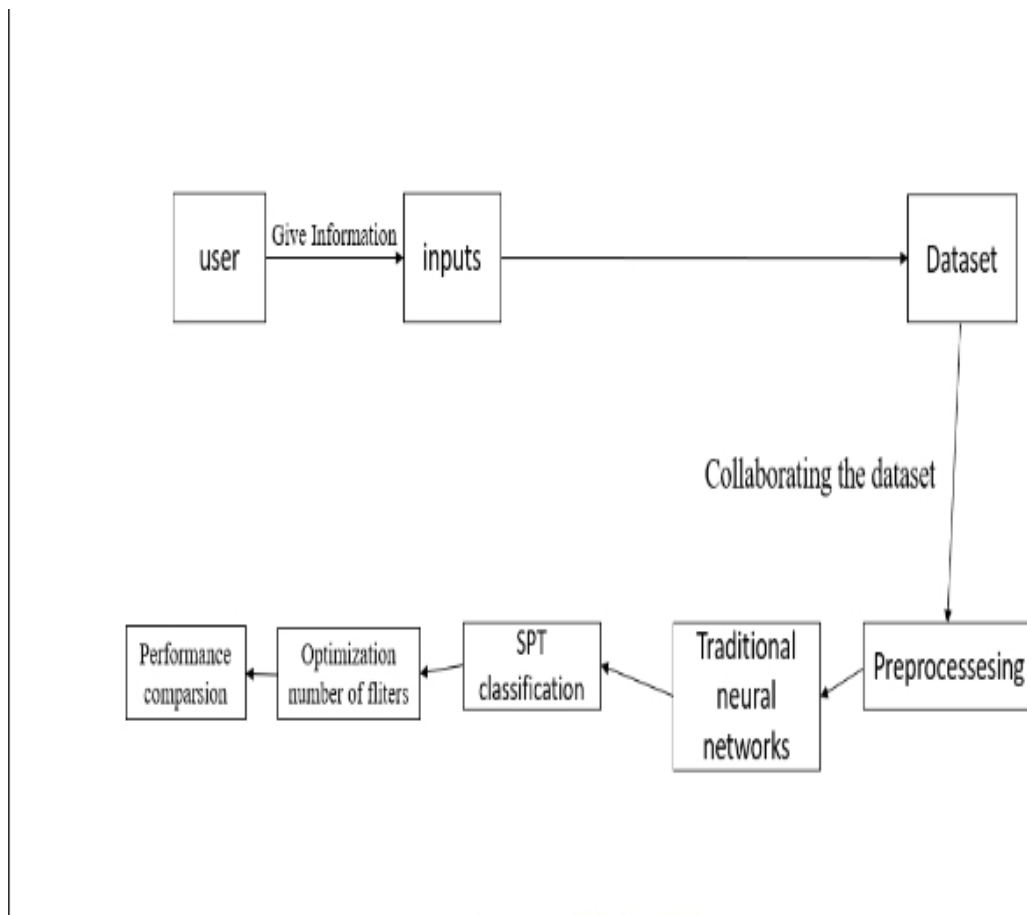 user
Give Information
inputs
Dataset
Collaborating the dataset
Preprocessesing
Traditional
neural
networks
SPT
classification
Optimization
number of fliters
Performance
comparsion